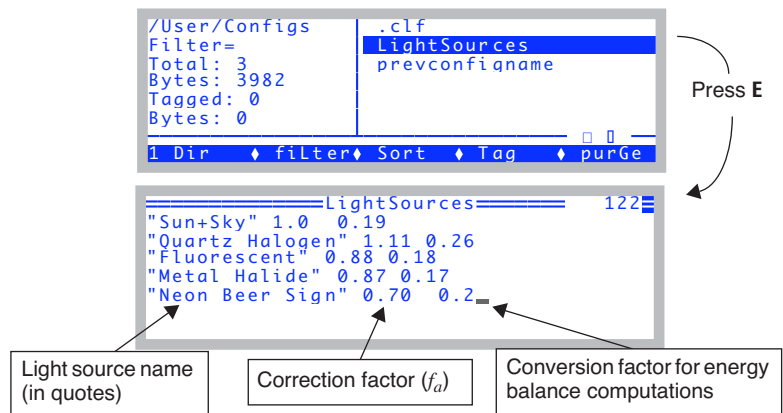 /User/Configs
Filter=
Total: 3
Bytes: 3982
Tagged: 0
Bytes: 0
.clf
LightSources
prevconfigname
1 Dir ♦ fiLter♦ Sort ♦ Tag ♦ purGe
Press E
LightSources 122
"Sun+Sky" 1.0 0.19
"Quartz Halogen" 1.11 0.26
"Fluorescent" 0.88 0.18
"Metal Halide" 0.87 0.17
"Neon Beer Sign" 0.70 0.2_
Light source name
(in quotes)
Correction factor (fa)
Conversion factor for energy
balance computations